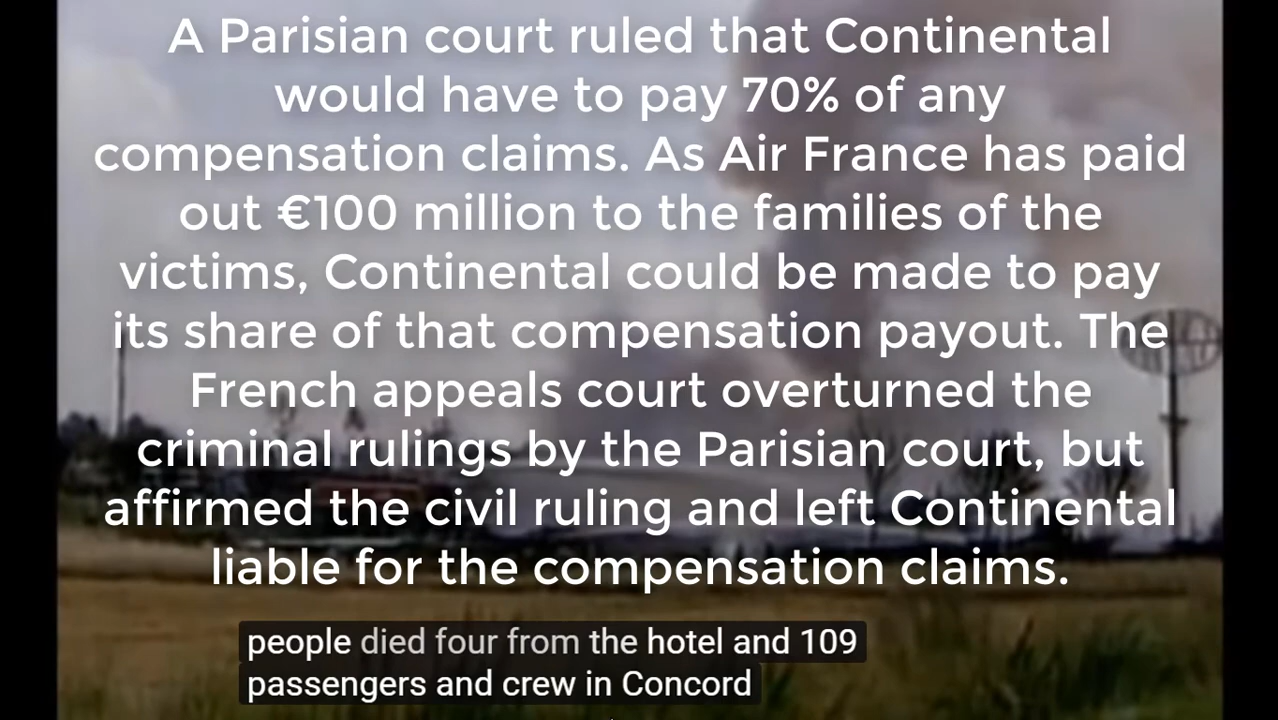 A Parisian court ruled that Continental
would have to pay 70% of any
compensation claims. As Air France has paid
out €100 million to the families of the
victims, Continental could be made to pay
its share of that compensation payout. The
French appeals court overturned the
criminal rulings by the Parisian court, but
affirmed the civil ruling and left Continental
liable for the compensation claims.
people died four from the hotel and 109
passengers and crew in Concord